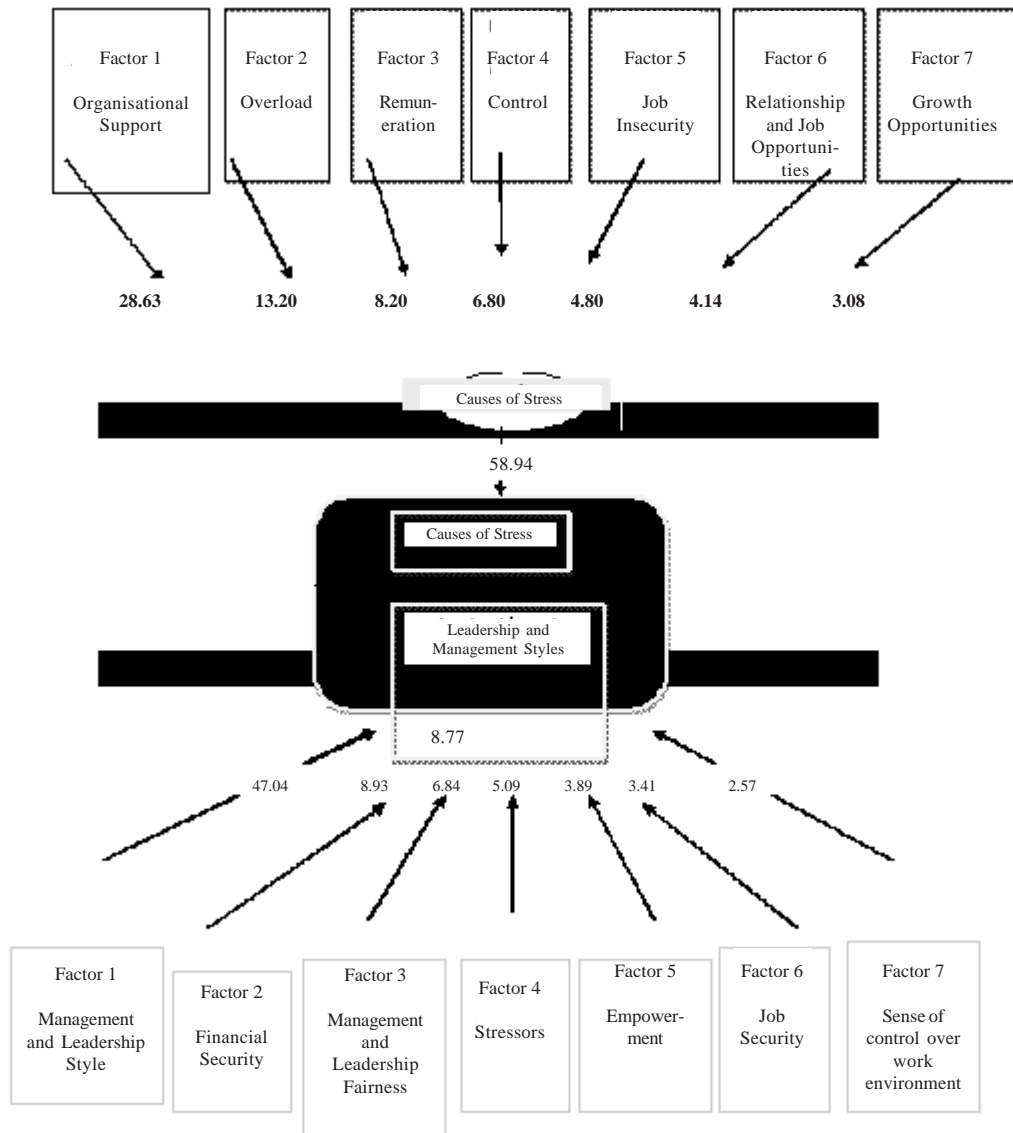 Factor 1
Organisational
Support
Factor 2
Overload
Factor 3
Remun-
eration
Factor 4
Control
Factor 5
Job
Insecurity
Factor 6
Relationship
and Job
Opportuni-
ties
Factor 7
Growth
Opportunities
28.63
13.20
8.20
6.80
4.80
4.14
3.08
Causes of Stress
58.94
Causes of Stress
Leadership and
Management Styles
8.77
47.04
8.93
6.84
5.09
3.89
3.41
2.57
Factor 1
Management
and Leadership
Style
Factor 2
Financial
Security
Factor 3
Management
and
Leadership
Fairness
Factor 4
Stressors
Factor 5
Empower-
ment
Factor 6
Job
Security
Factor 7
Sense of
control over
work
environment